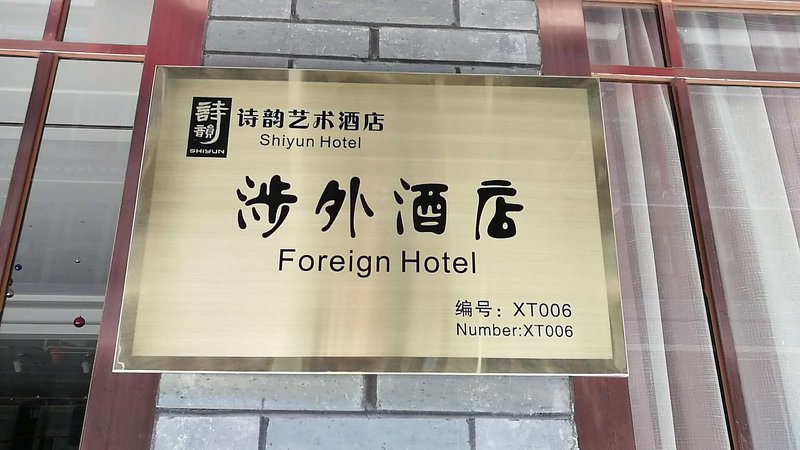 詩韻
SHIYUN
诗韵艺术酒店
Shiyun Hotel
涉外酒店
Foreign Hotel
编号：XT006
Number:XT006